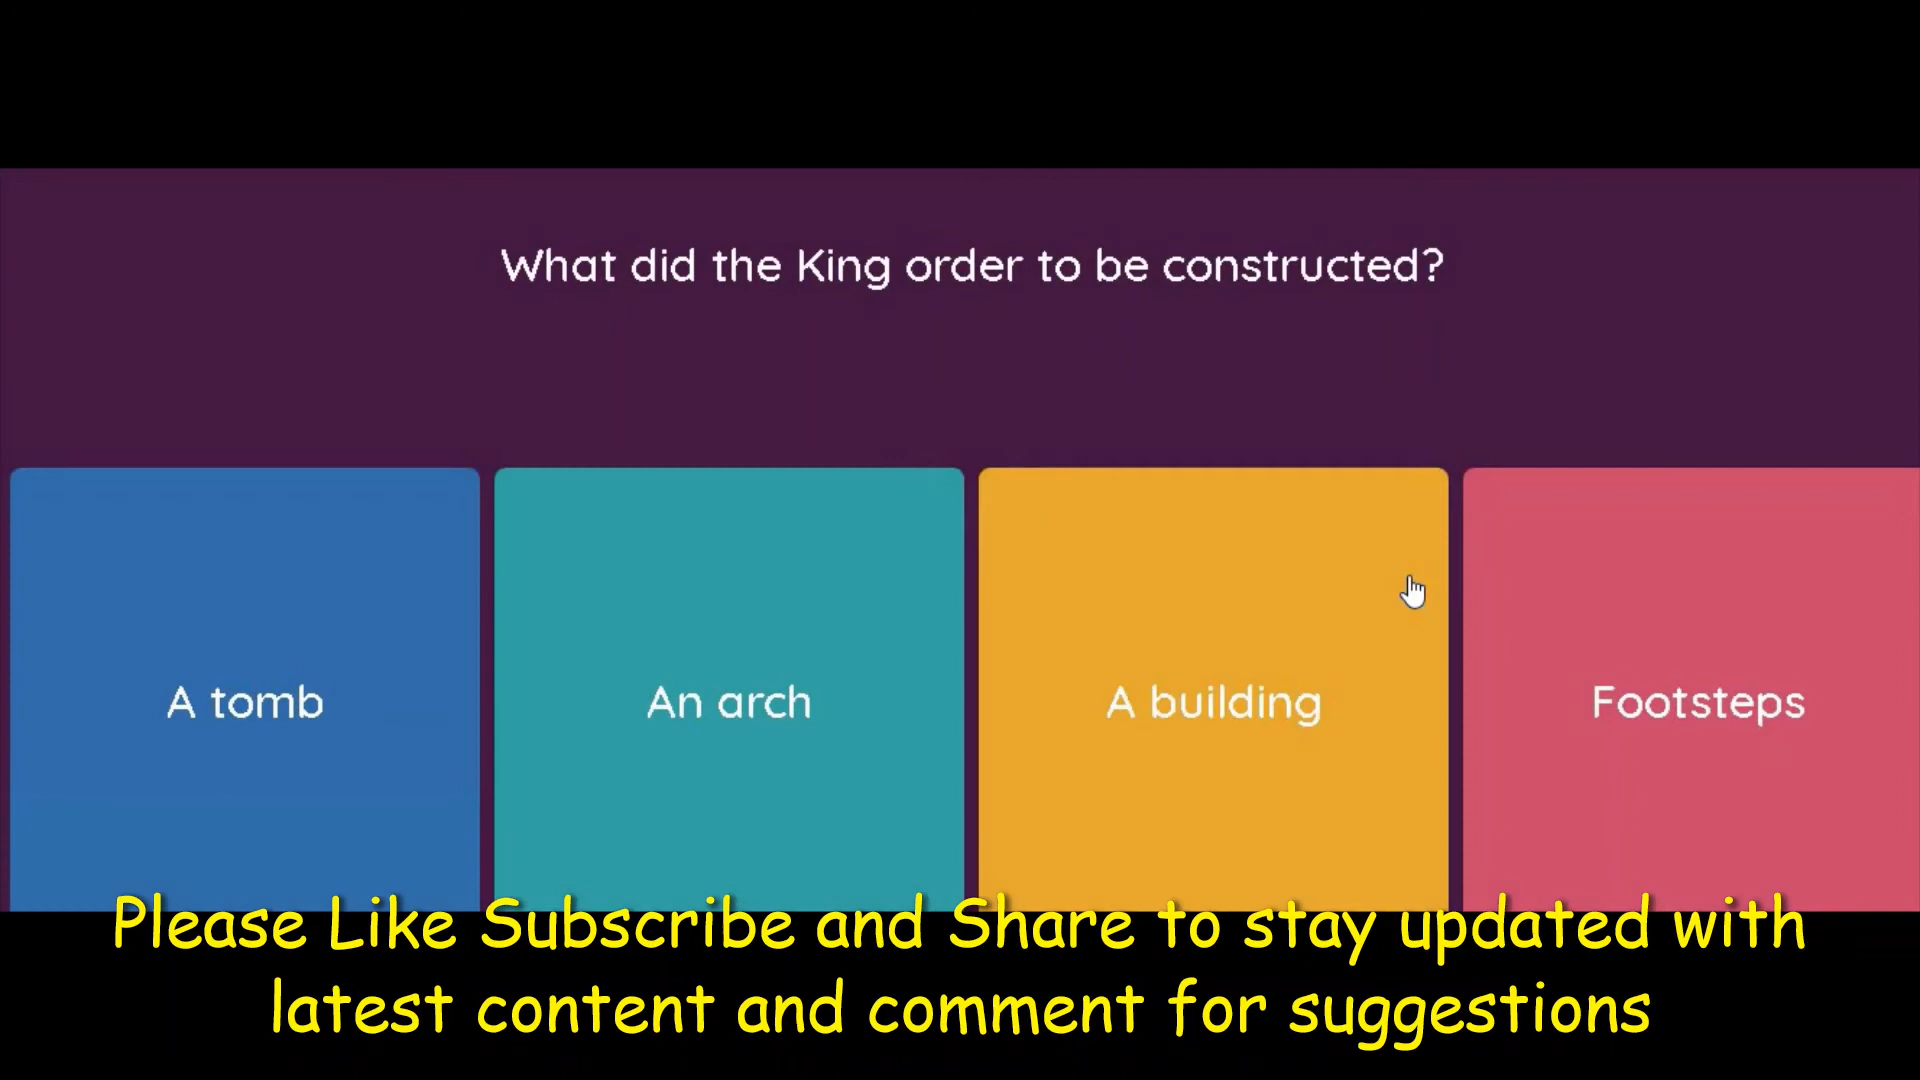 What did the King order to be constructed?
A tomb
An arch
A building
Footsteps
Please Like Subscribe and Share to stay updated with
latest content and comment for suggestions